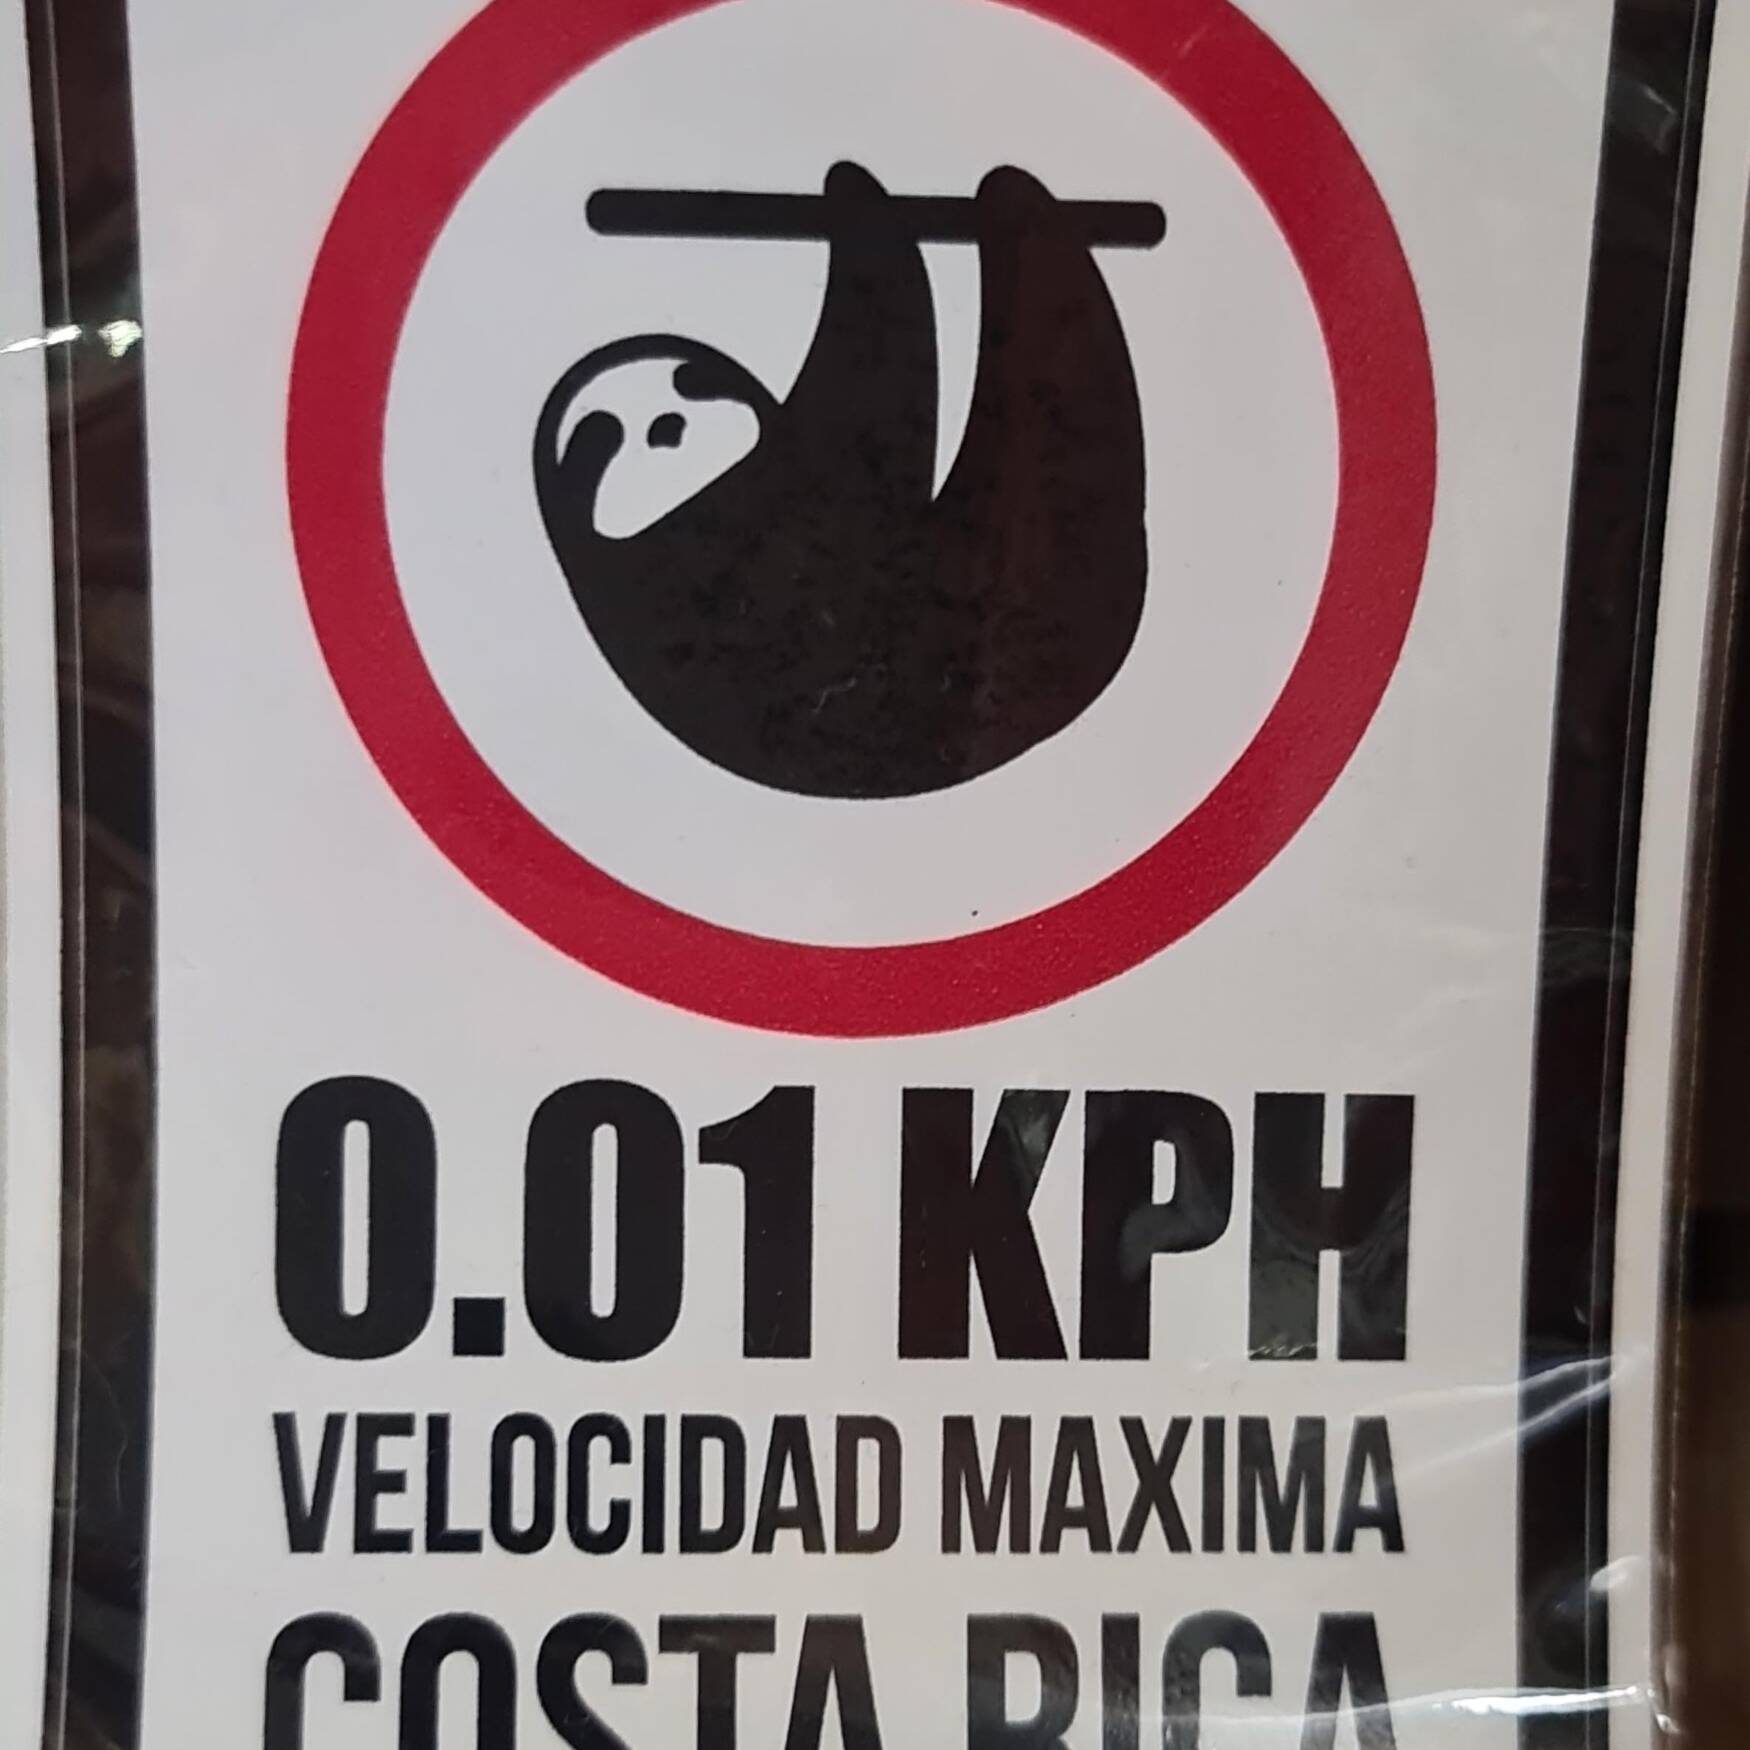 0.01 KPH
VELOCIDAD MAXIMA
COSTA RICA